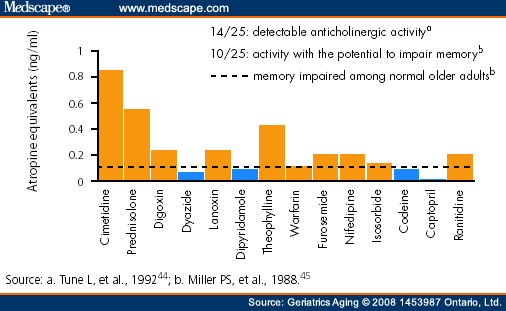 Medscape® www.medscape.com
14/25: detectable anticholinergic activityᵃ
10/25: activity with the potential to impair memoryᵇ
memory impaired among normal older adultsᵇ
Atropine equivalents (ng/ml)
1
0.8
0.6
0.4
0.2
0
Cimetidine
Prednisolone
Digoxin
Dyazide
Lanoxin
Dipyridamole
Theophylline
Warfarin
Furosemide
Nifedipine
Isosorbide
Codeine
Captopril
Ranitidine
Source: a. Tune L, et al., 1992⁴⁴; b. Miller PS, et al., 1988.⁴⁵
Source: Geriatrics Aging © 2008 1453987 Ontario, Ltd.